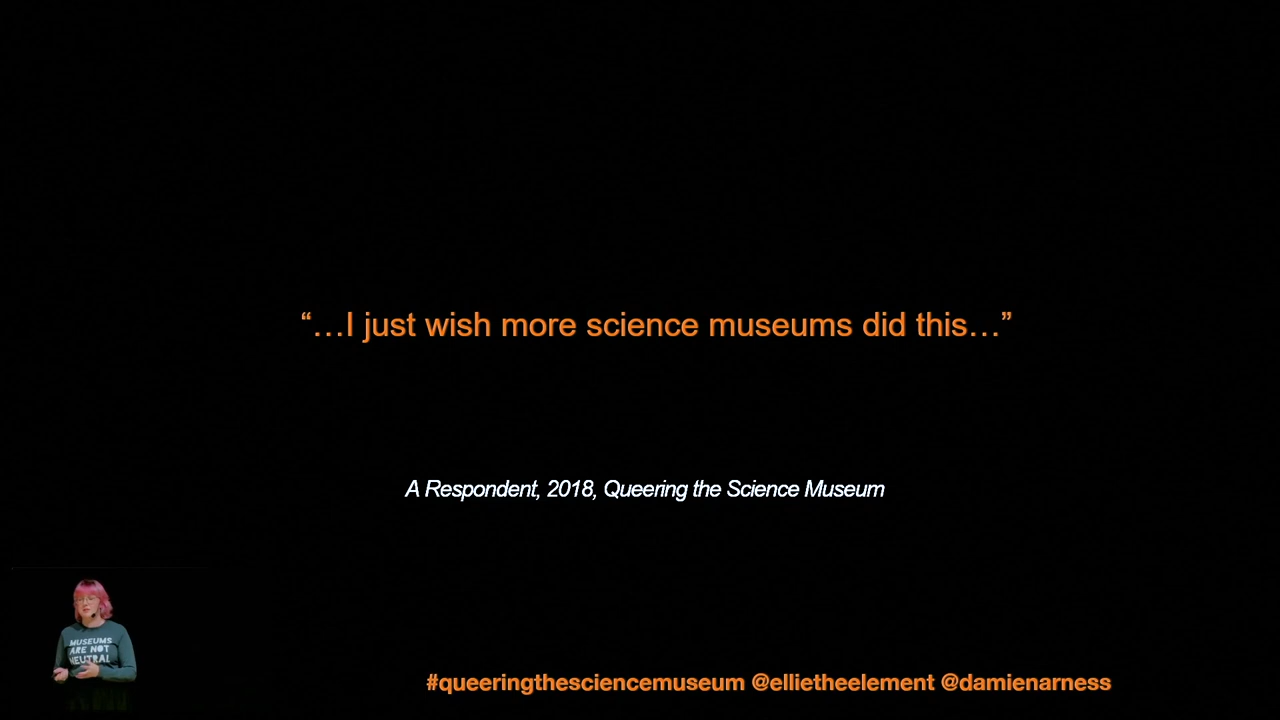 “…I just wish more science museums did this…”
A Respondent, 2018, Queering the Science Museum
MUSEUMS
ARE NOT
NEUTRAL
#queeringthesciencemuseum @ellietheelement @damienarness